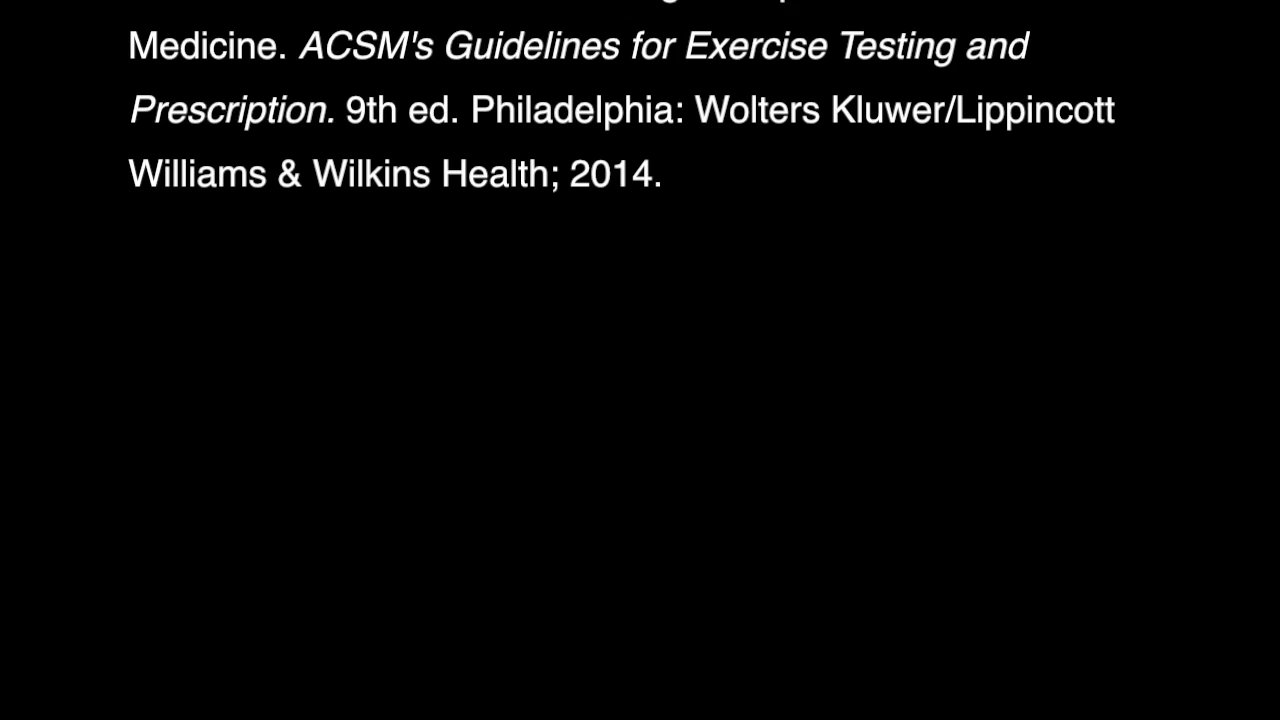 Medicine. ACSM's Guidelines for Exercise Testing and
Prescription. 9th ed. Philadelphia: Wolters Kluwer/Lippincott
Williams & Wilkins Health; 2014.